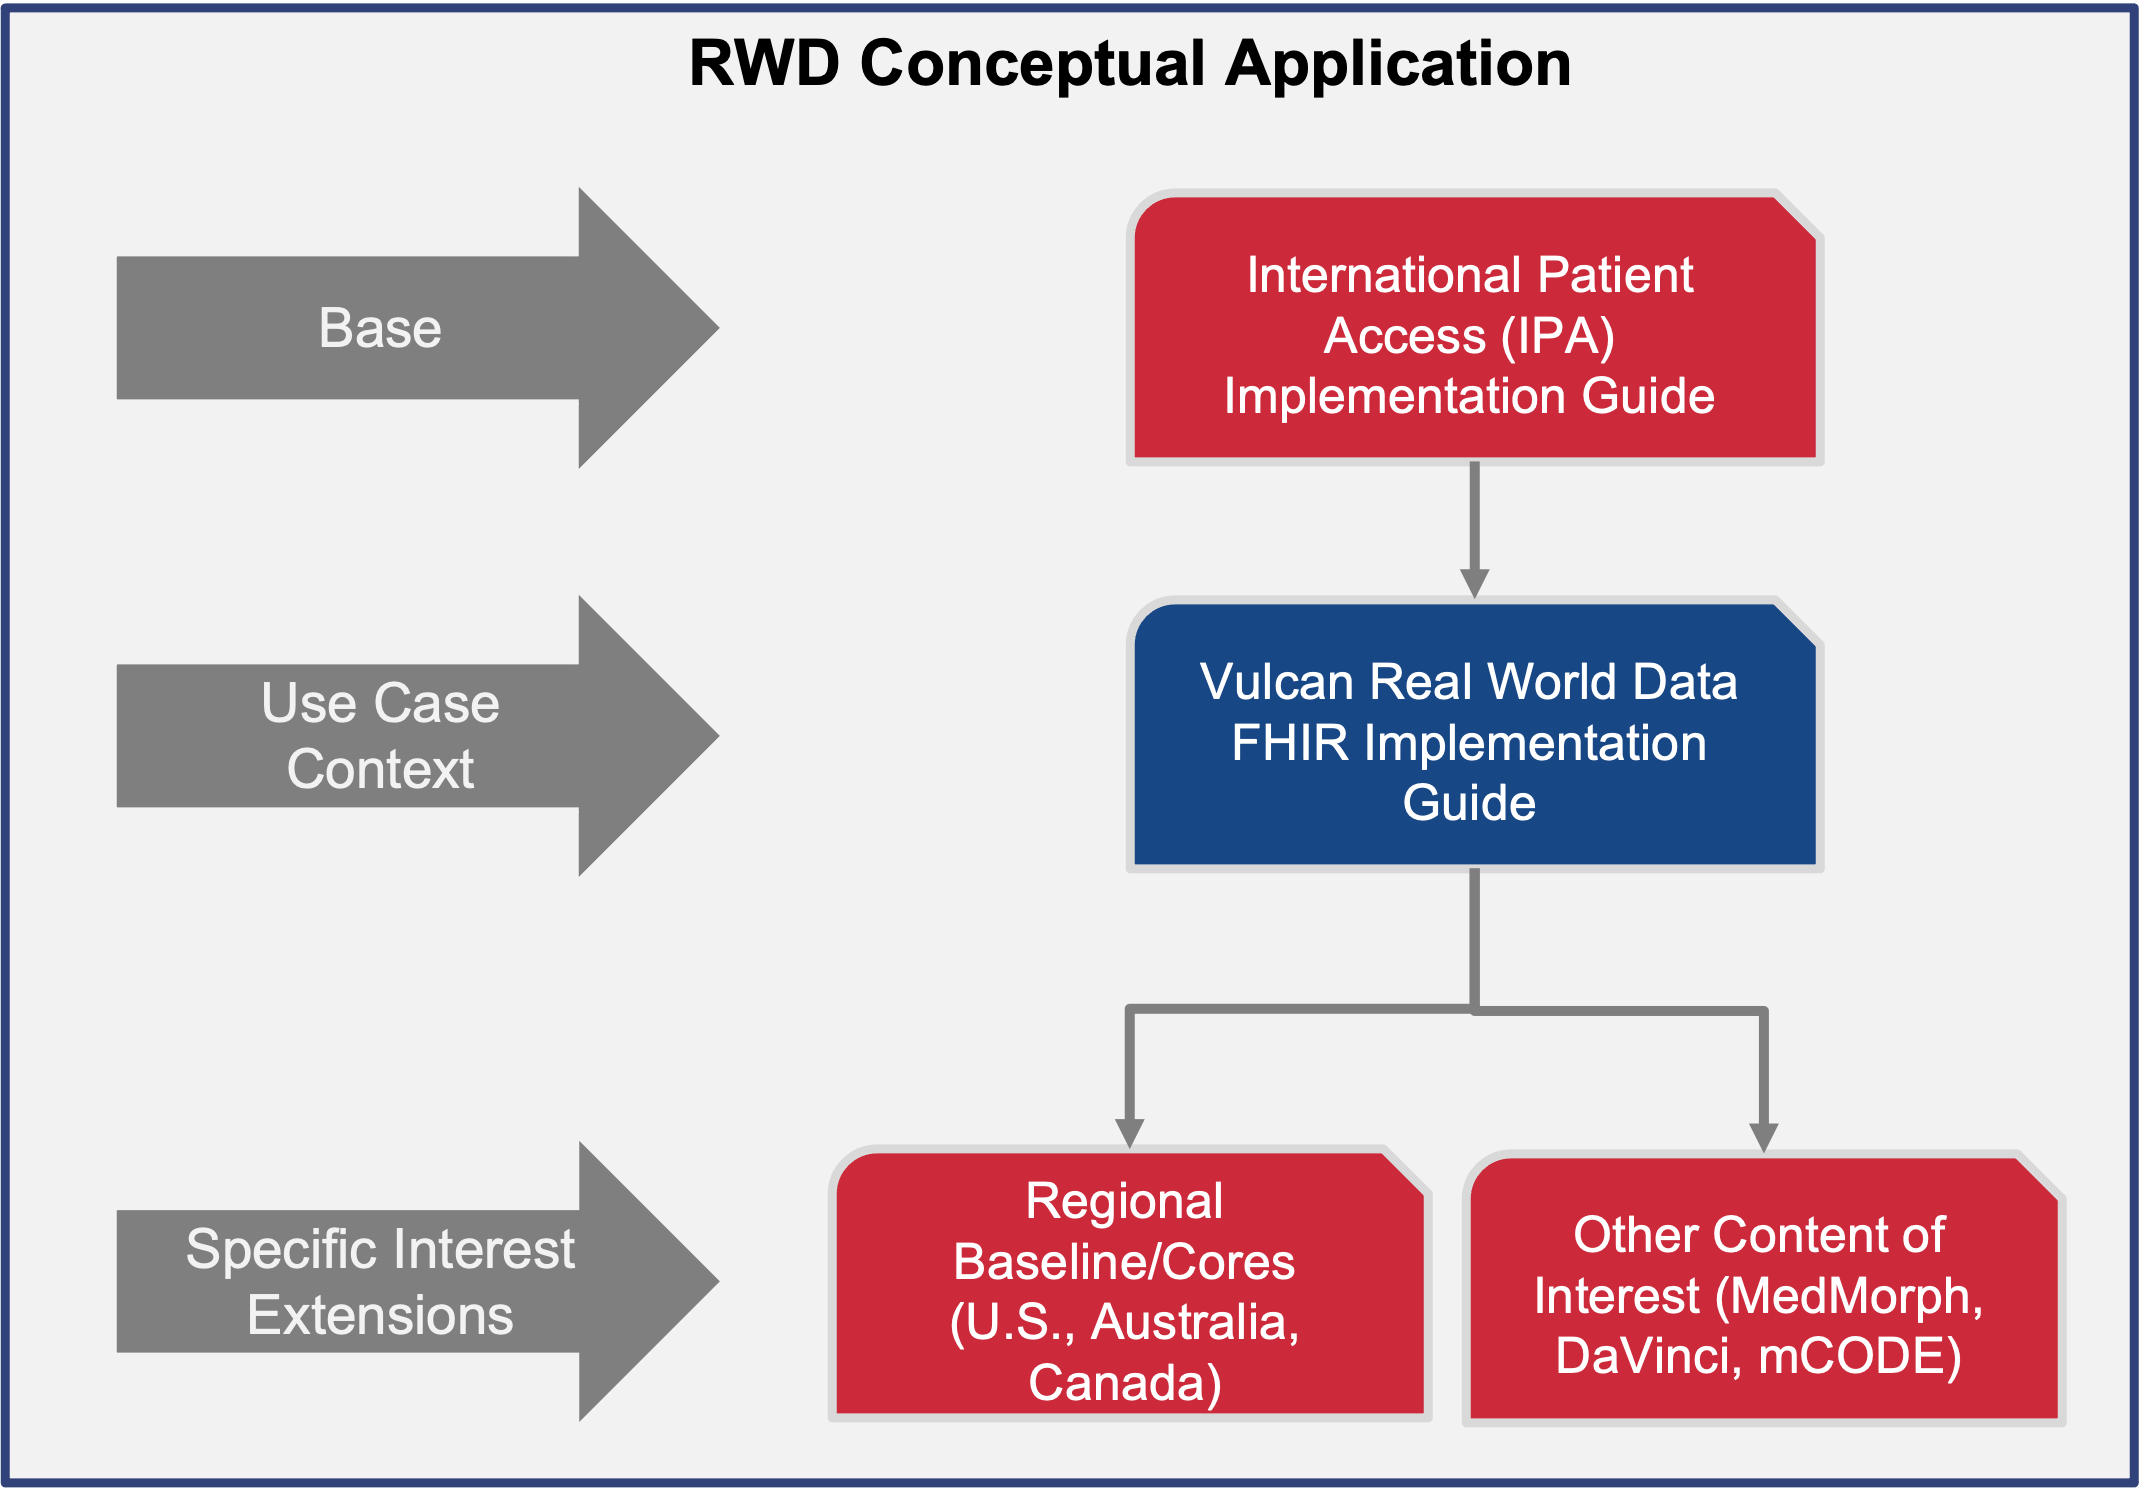 RWD Conceptual Application
Base
International Patient
Access (IPA)
Implementation Guide
Use Case
Context
Vulcan Real World Data
FHIR Implementation
Guide
Specific Interest
Extensions
Regional
Baseline/Cores
(U.S., Australia,
Canada)
Other Content of
Interest (MedMorph,
DaVinci, mCODE)